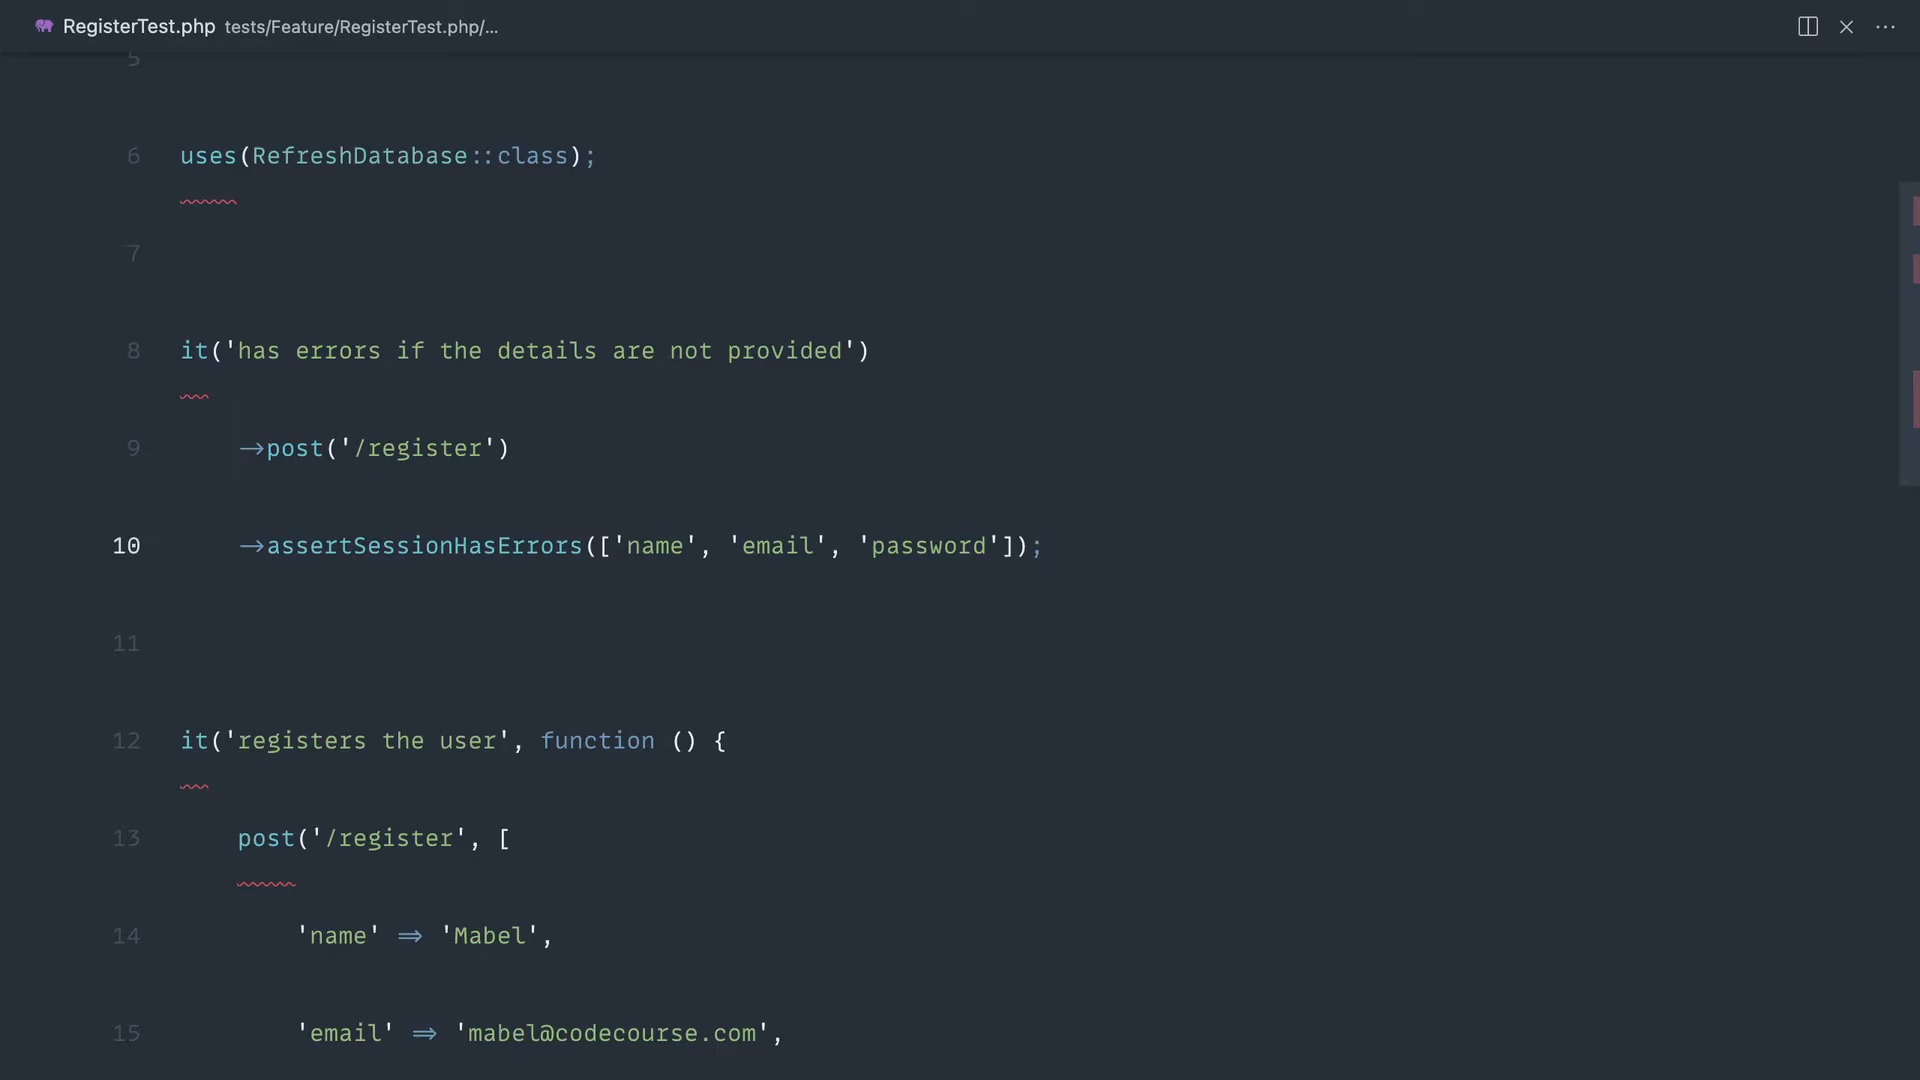 RegisterTest.php tests/Feature/RegisterTest.php/...
5
6 uses(RefreshDatabase::class);
7
8 it('has errors if the details are not provided')
9 ->post('/register')
10 ->assertSessionHasErrors(['name', 'email', 'password']);
11
12 it('registers the user', function () {
13 post('/register', [
14 'name' => 'Mabel',
15 'email' => 'mabel@codecourse.com',